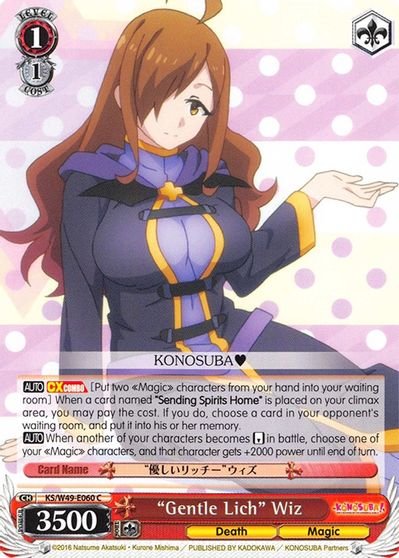 LEVEL
1
1
COST
KONOSUBA♥
AUTO CXCOMBO [Put two «Magic» characters from your hand into your waiting
room] When a card named "Sending Spirits Home" is placed on your climax
area, you may pay the cost. If you do, choose a card in your opponent's
waiting room, and put it into his or her memory.
AUTO When another of your characters becomes in battle, choose one of
your «Magic» characters, and that character gets +2000 power until end of turn.
Card Name "優しいリッチー"ウィズ
CH KS/W49-E060 C
POWER 3500 SOUL
"Gentle Lich" Wiz
KONOSUBA!
Death Magic
©2016 Natsume Akatsuki・Kurone Mishima / PUBLISHED BY KADOKAWA / KONOSUBA Partners